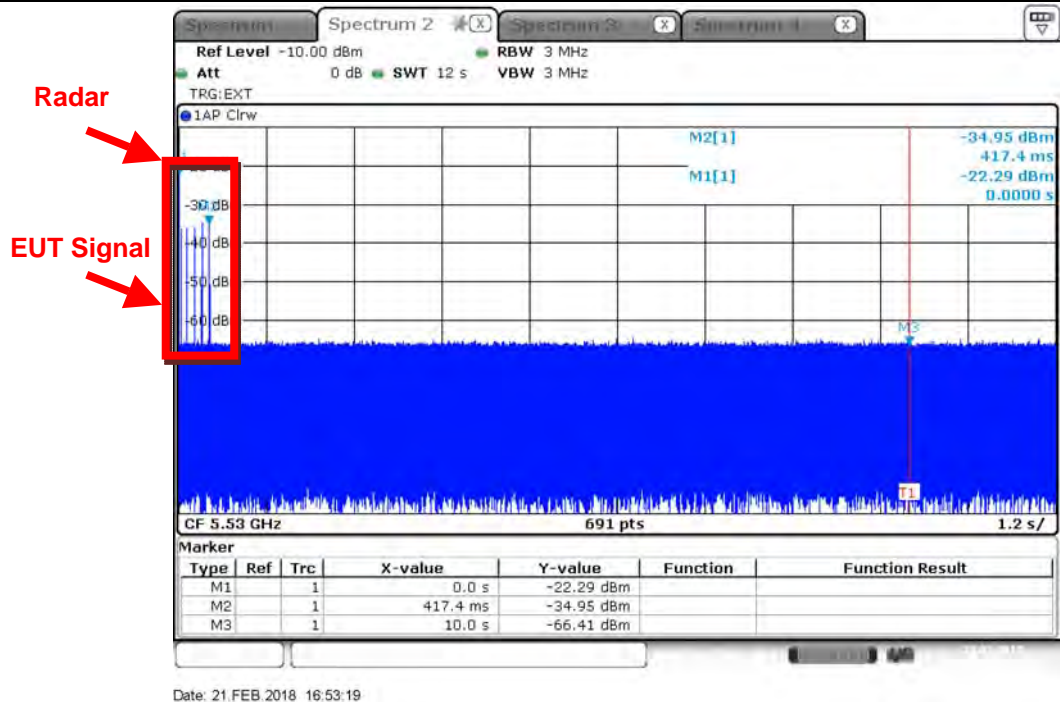 Spectrum
Spectrum 2
Spectrum 3
Spectrum 4
Ref Level -10.00 dBm
RBW 3 MHz
Att 0 dB SWT 12 s VBW 3 MHz
TRG:EXT
Radar
1AP Clrw
M2[1] -34.95 dBm
417.4 ms
M1[1] -22.29 dBm
0.0000 s
-30 dB
EUT Signal
-40 dB
-50 dB
-60 dB
M3
T1
CF 5.53 GHz 691 pts 1.2 s/
Marker
Type Ref Trc X-value Y-value Function Function Result
M1 1 0.0 s -22.29 dBm
M2 1 417.4 ms -34.95 dBm
M3 1 10.0 s -66.41 dBm
Date: 21.FEB.2018 16:53:19